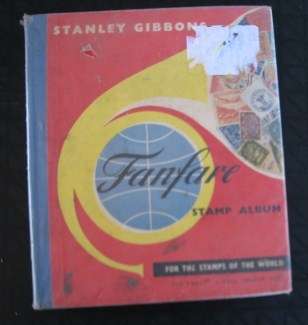 STANLEY GIBBONS
Fanfare
STAMP ALBUM
FOR THE STAMPS OF THE WORLD